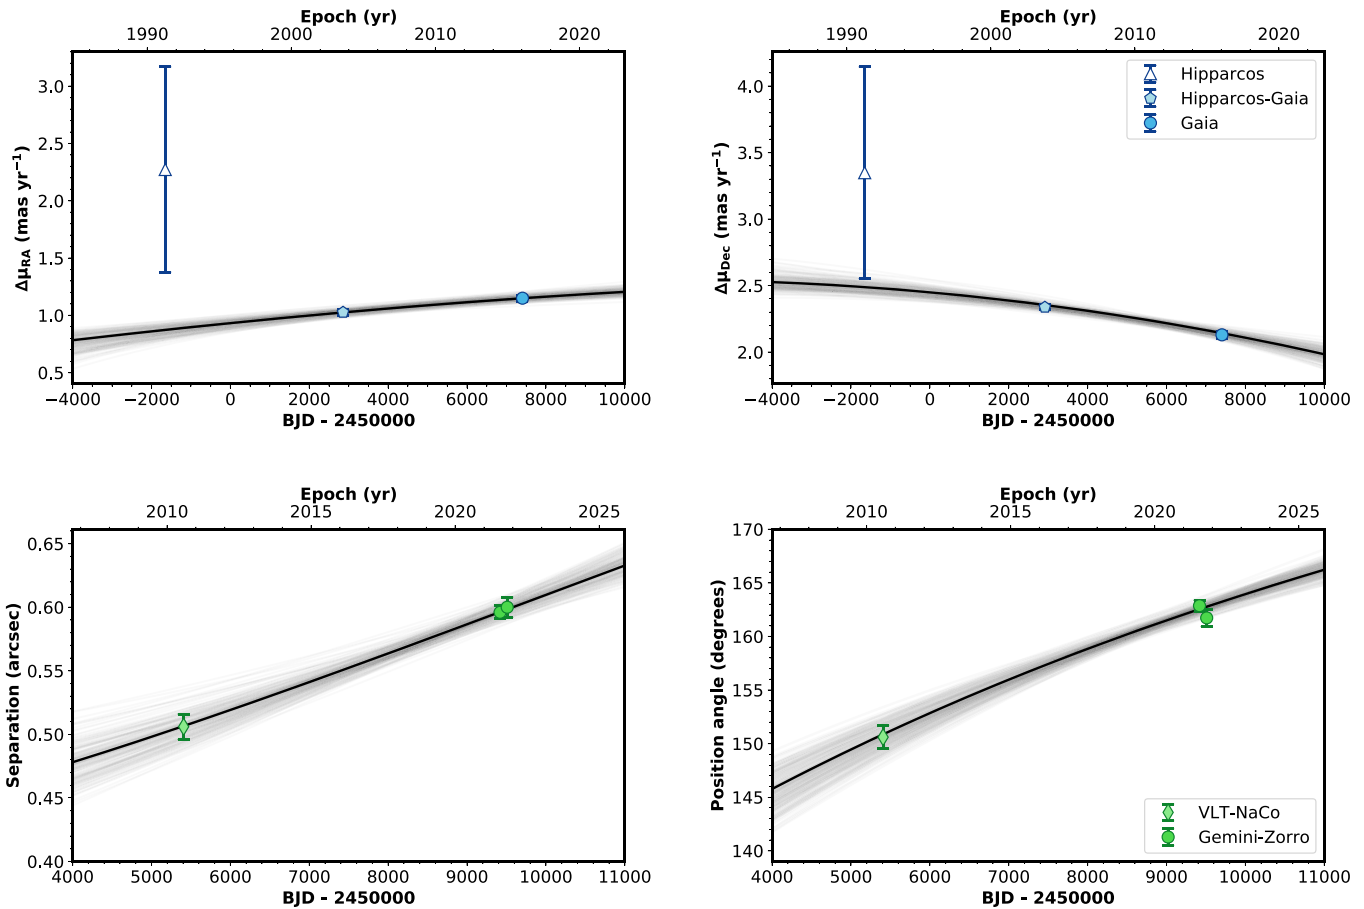 Epoch (yr)
1990 2000 2010 2020
3.0
2.5
2.0
1.5
1.0
0.5
ΔμRA (mas yr−1)
−4000 −2000 0 2000 4000 6000 8000 10000
BJD - 2450000
Epoch (yr)
1990 2000 2010 2020
4.0
3.5
3.0
2.5
2.0
ΔμDec (mas yr−1)
Hipparcos
Hipparcos-Gaia
Gaia
−4000 −2000 0 2000 4000 6000 8000 10000
BJD - 2450000
Epoch (yr)
2010 2015 2020 2025
0.65
0.60
0.55
0.50
0.45
0.40
Separation (arcsec)
4000 5000 6000 7000 8000 9000 10000 11000
BJD - 2450000
Epoch (yr)
2010 2015 2020 2025
170
165
160
155
150
145
140
Position angle (degrees)
VLT-NaCo
Gemini-Zorro
4000 5000 6000 7000 8000 9000 10000 11000
BJD - 2450000